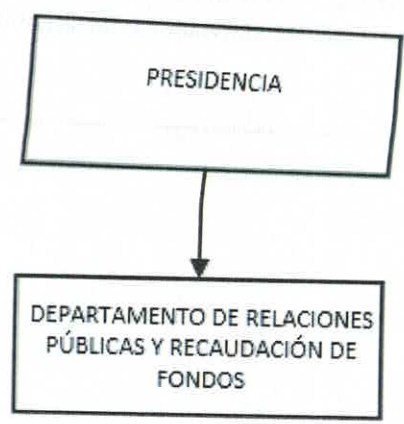 PRESIDENCIA
DEPARTAMENTO DE RELACIONES
PÚBLICAS Y RECAUDACIÓN DE
FONDOS